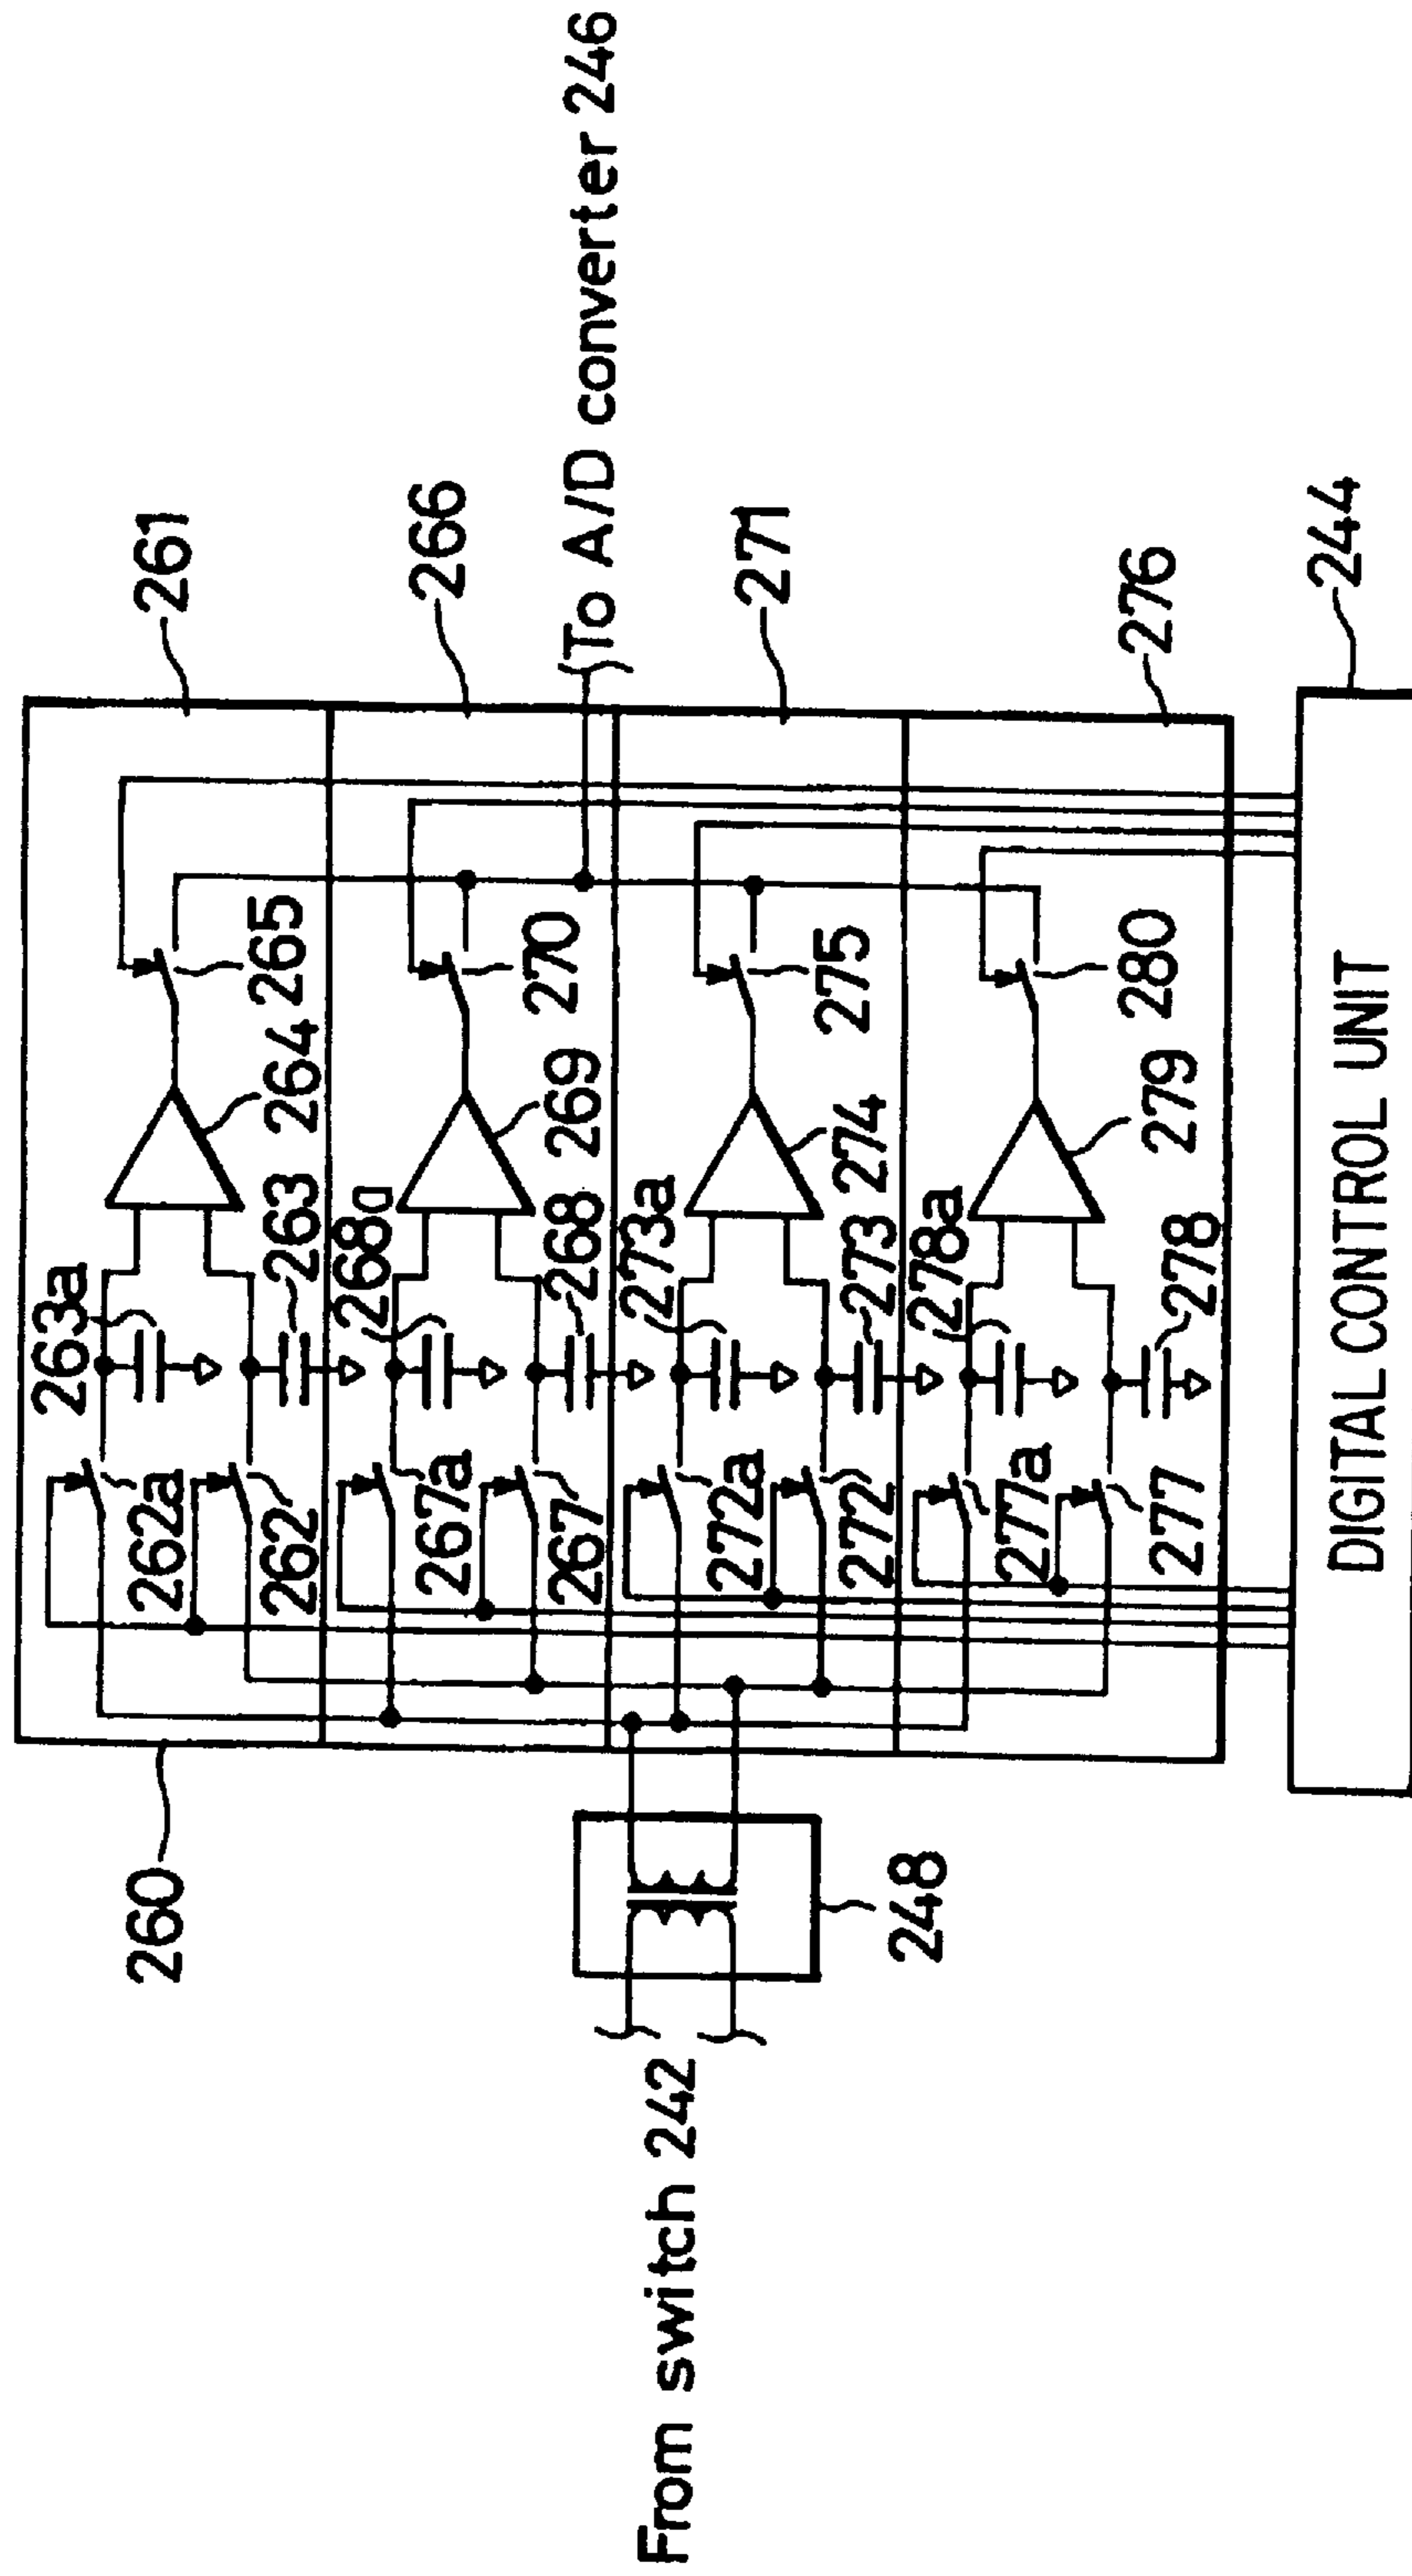 260
261
263a
264
265
262a
263
262
266
268a
269
270
267a
268
267
To A/D converter 246
From switch 242
248
271
273a
274
275
272a
273
272
276
278a
279
280
277a
278
277
244
DIGITAL CONTROL UNIT